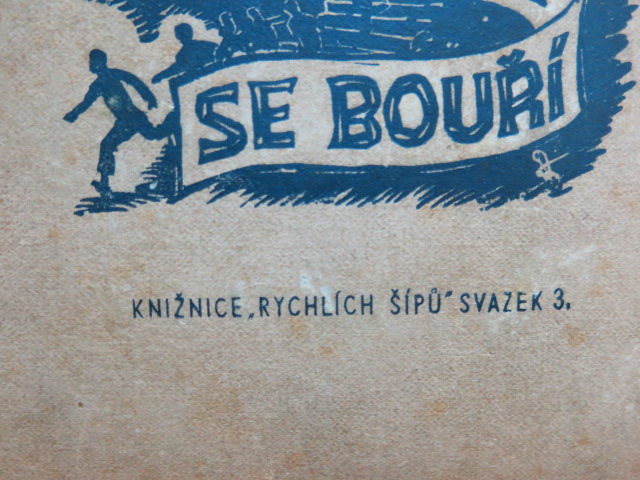 SE BOUŘÍ
KNIŽNICE „RYCHLÍCH ŠÍPŮ" SVAZEK 3.